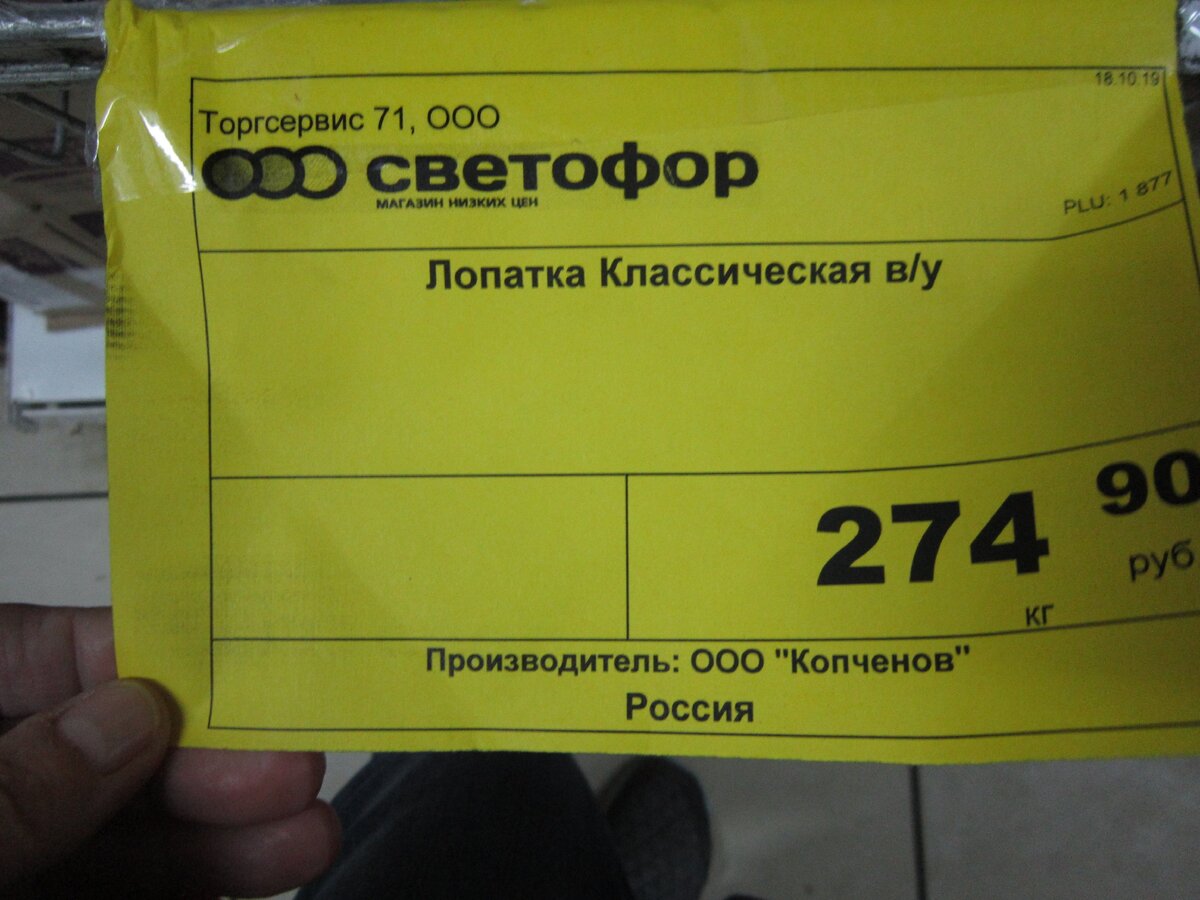 18.10.19
Торгсервис 71, ООО
светофор
МАГАЗИН НИЗКИХ ЦЕН
PLU: 1 877
Лопатка Классическая в/у
274 90
руб
кг
Производитель: ООО "Копченов"
Россия